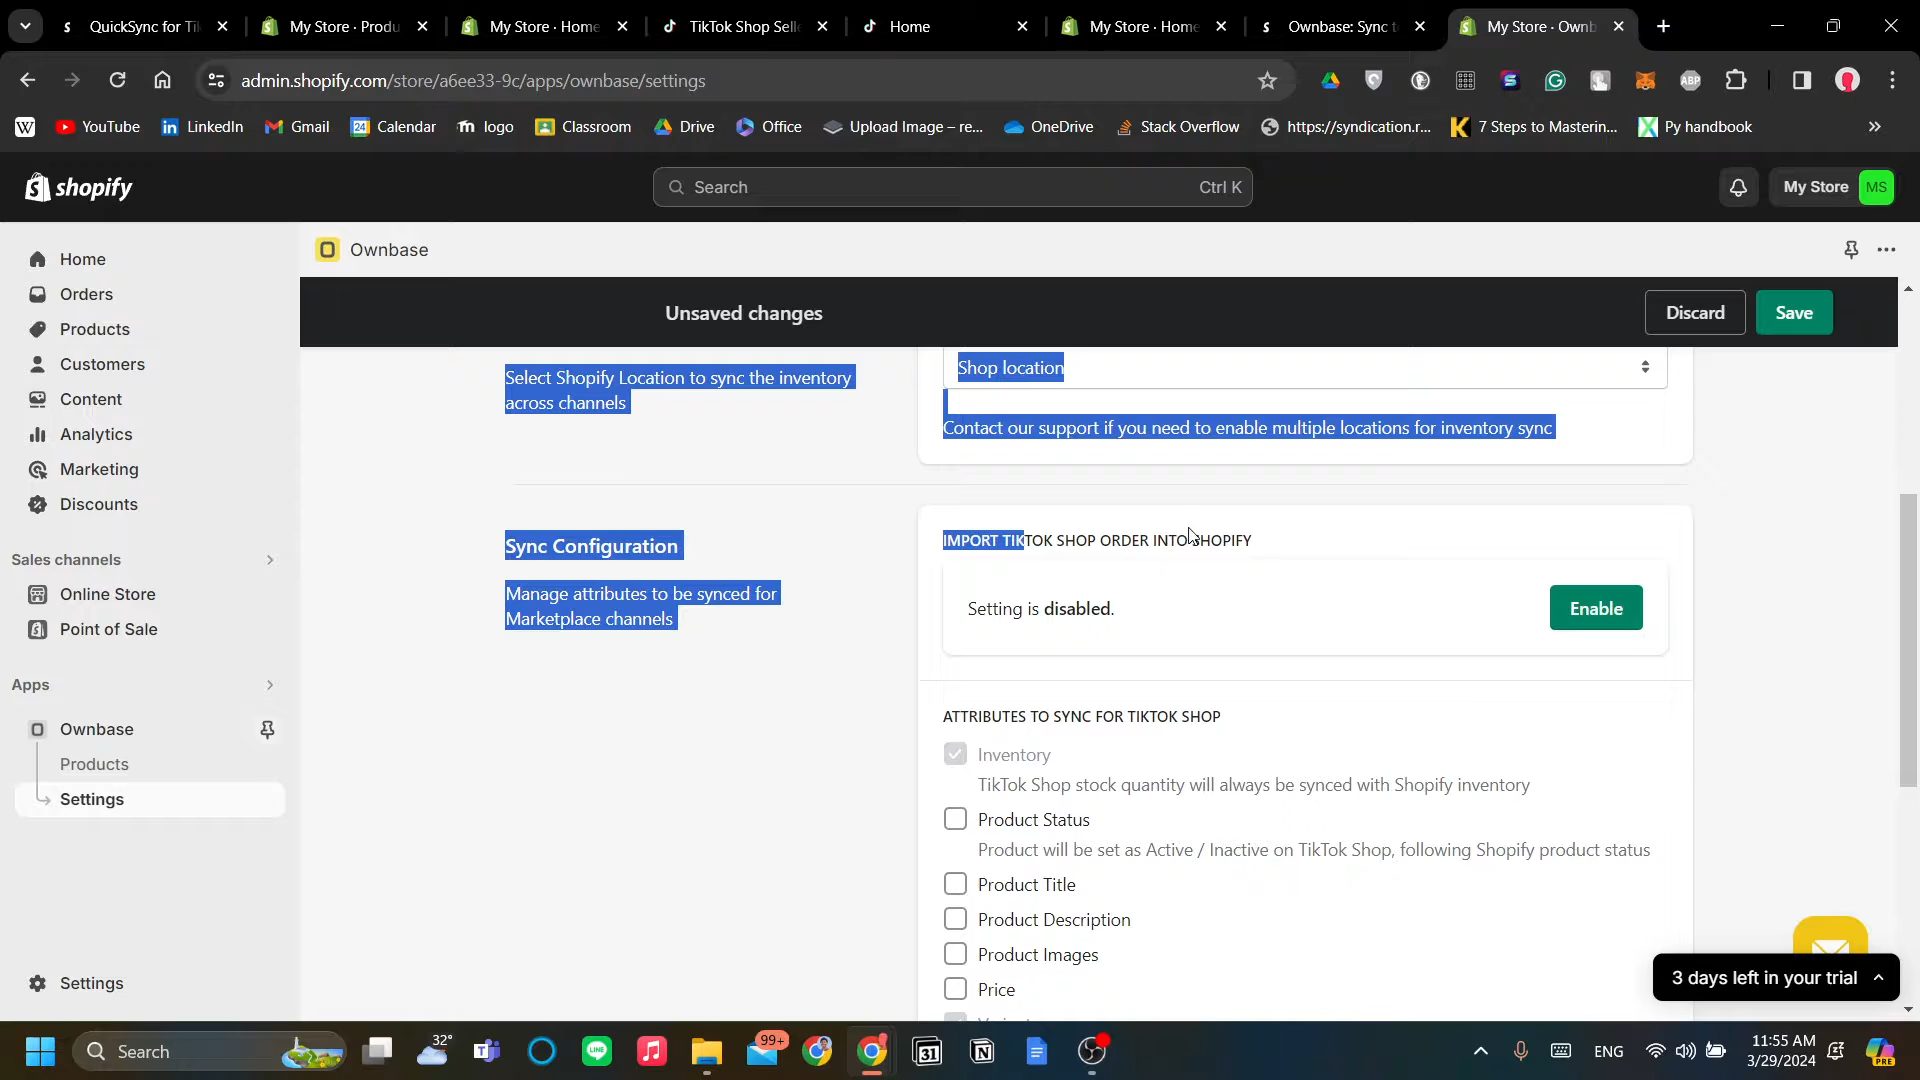 QuickSync for Ti
My Store · Produ
My Store · Home
TikTok Shop Selle
Home
My Store · Home
Ownbase: Sync t
My Store · Ownb
admin.shopify.com/store/a6ee33-9c/apps/ownbase/settings
W
YouTube
LinkedIn
Gmail
24 Calendar
logo
Classroom
Drive
Office
Upload Image – re...
OneDrive
Stack Overflow
https://syndication.r...
7 Steps to Masterin...
Py handbook
shopify
Search
Ctrl K
My Store
MS
Home
Orders
Products
Customers
Content
Analytics
Marketing
Discounts
Sales channels
Online Store
Point of Sale
Apps
Ownbase
Products
Settings
Settings
Ownbase
Unsaved changes
Discard
Save
Select Shopify Location to sync the inventory
across channels
Shop location
Contact our support if you need to enable multiple locations for inventory sync
Sync Configuration
Manage attributes to be synced for
Marketplace channels
IMPORT TIKTOK SHOP ORDER INTO SHOPIFY
Setting is disabled.
Enable
ATTRIBUTES TO SYNC FOR TIKTOK SHOP
Inventory
TikTok Shop stock quantity will always be synced with Shopify inventory
Product Status
Product will be set as Active / Inactive on TikTok Shop, following Shopify product status
Product Title
Product Description
Product Images
Price
3 days left in your trial
Search
32°
99+
31
ENG
11:55 AM
3/29/2024
PRE